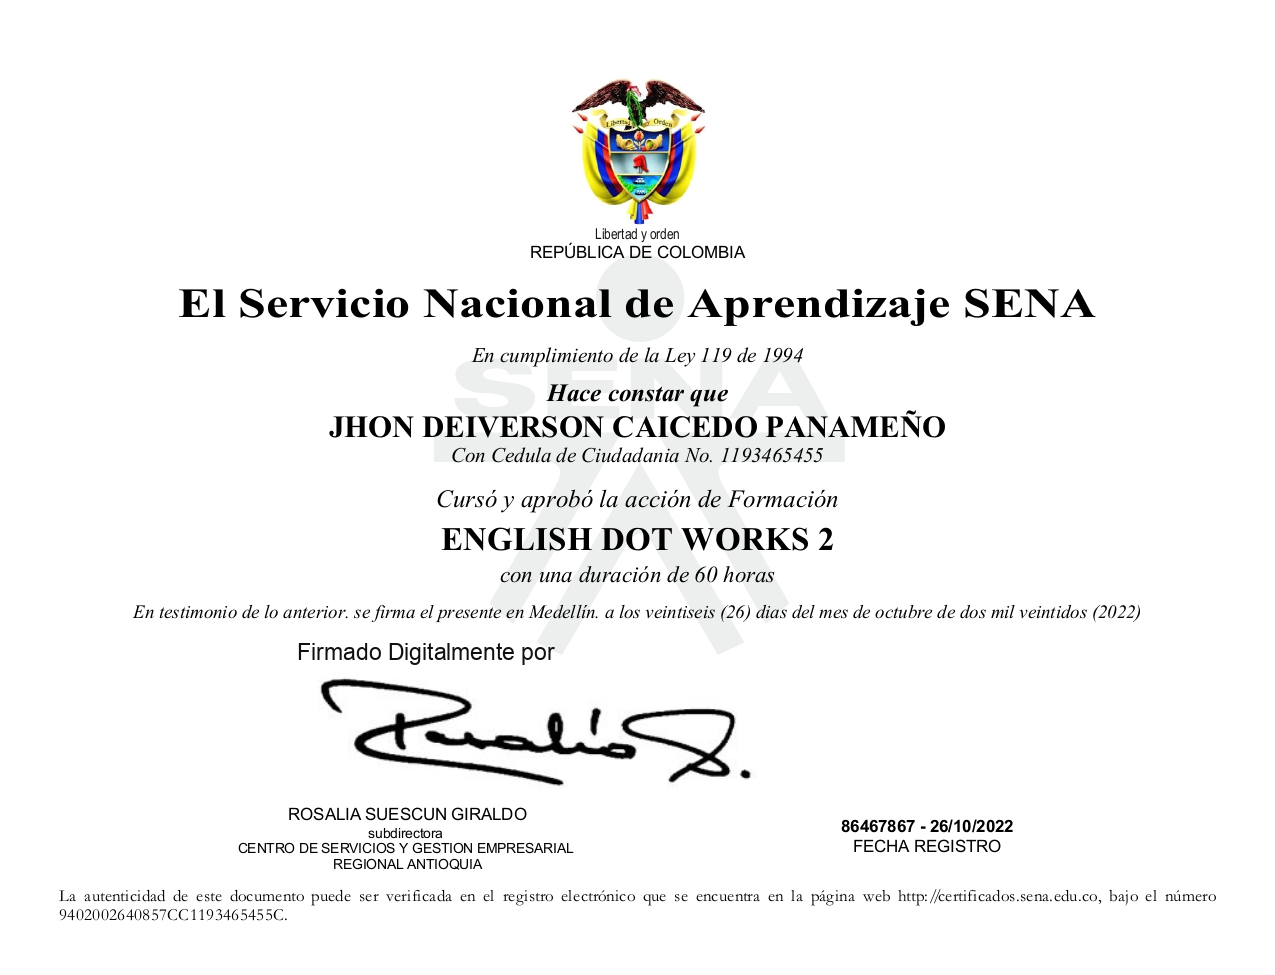 Libertad y Orden
Libertad y orden
REPÚBLICA DE COLOMBIA
El Servicio Nacional de Aprendizaje SENA
En cumplimiento de la Ley 119 de 1994
SENA
Hace constar que
JHON DEIVERSON CAICEDO PANAMEÑO
Con Cedula de Ciudadania No. 1193465455
Cursó y aprobó la acción de Formación
ENGLISH DOT WORKS 2
con una duración de 60 horas
En testimonio de lo anterior. se firma el presente en Medellín. a los veintiseis (26) dias del mes de octubre de dos mil veintidos (2022)
Firmado Digitalmente por
Rosalía S.
ROSALIA SUESCUN GIRALDO
subdirectora
CENTRO DE SERVICIOS Y GESTION EMPRESARIAL
REGIONAL ANTIOQUIA
86467867 - 26/10/2022
FECHA REGISTRO
La autenticidad de este documento puede ser verificada en el registro electrónico que se encuentra en la página web http://certificados.sena.edu.co, bajo el número
9402002640857CC1193465455C.